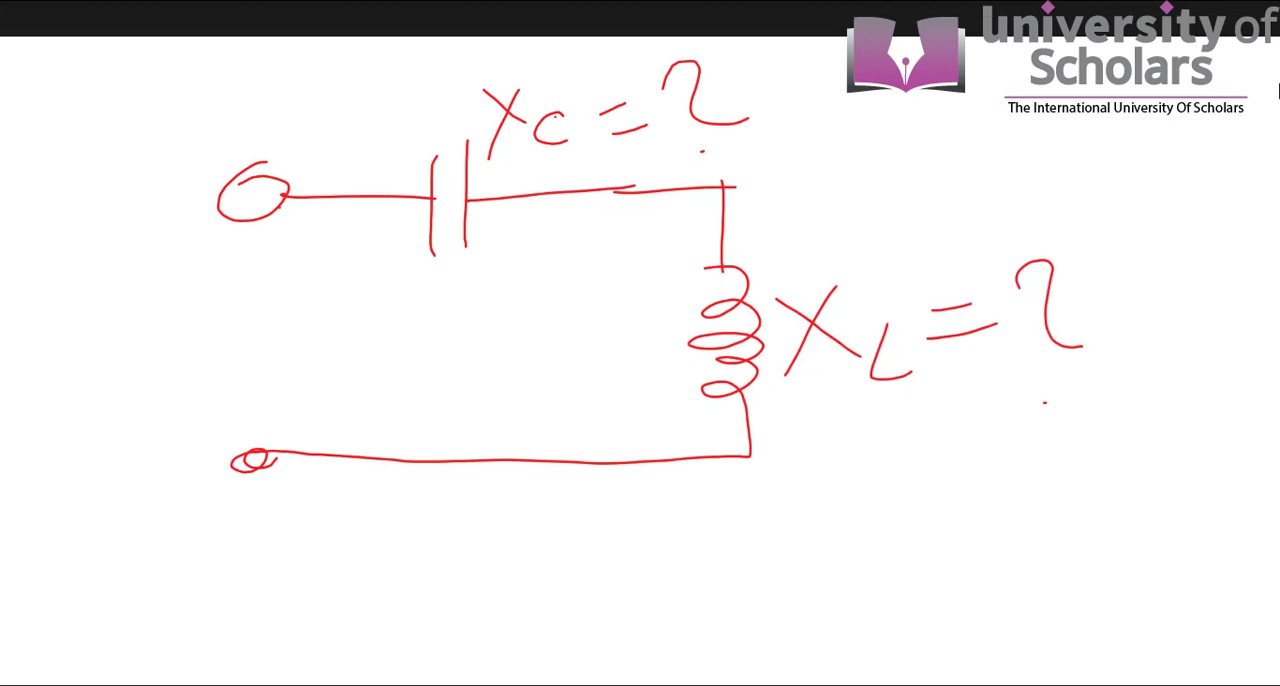 university of
Scholars
The International University Of Scholars
Xc = ?
XL = ?